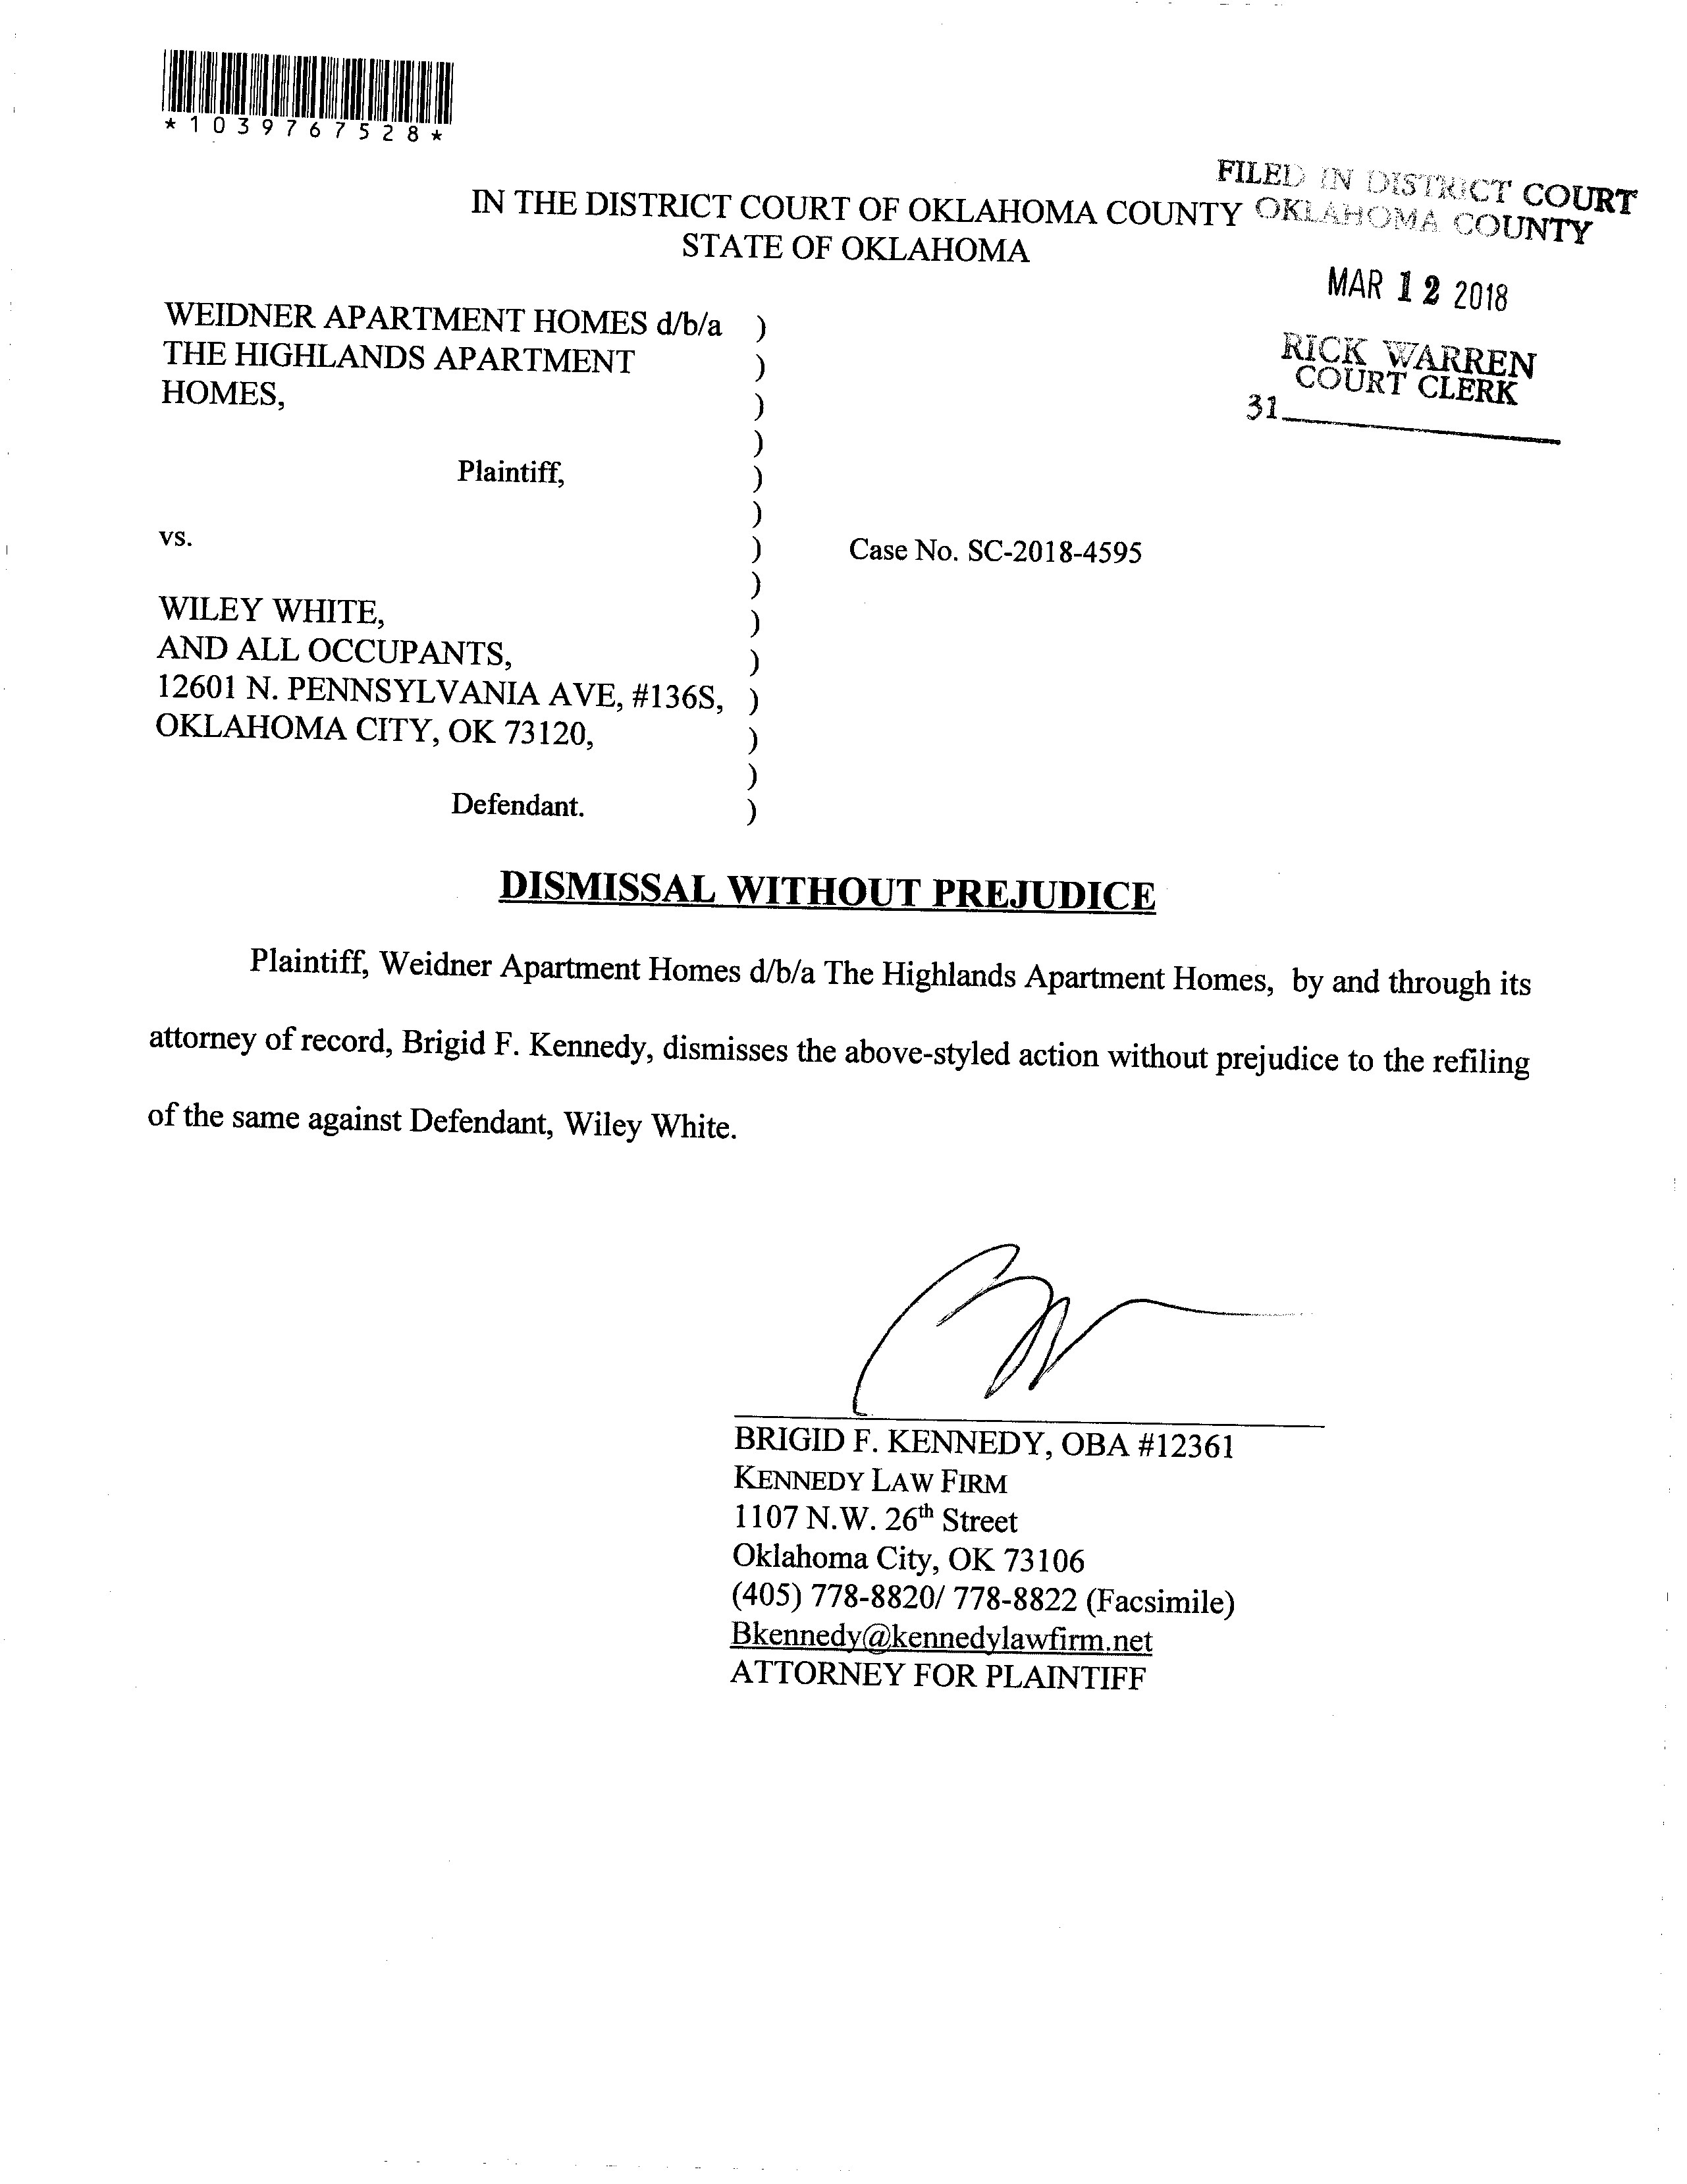 *1039767528*
FILED IN DISTRICT COURT
OKLAHOMA COUNTY
MAR 12 2018
RICK WARREN
COURT CLERK
31
IN THE DISTRICT COURT OF OKLAHOMA COUNTY
STATE OF OKLAHOMA
WEIDNER APARTMENT HOMES d/b/a )
THE HIGHLANDS APARTMENT )
HOMES, )
)
Plaintiff, )
)
vs. ) Case No. SC-2018-4595
)
WILEY WHITE, )
AND ALL OCCUPANTS, )
12601 N. PENNSYLVANIA AVE, #136S, )
OKLAHOMA CITY, OK 73120, )
)
Defendant. )
DISMISSAL WITHOUT PREJUDICE
Plaintiff, Weidner Apartment Homes d/b/a The Highlands Apartment Homes, by and through its
attorney of record, Brigid F. Kennedy, dismisses the above-styled action without prejudice to the refiling
of the same against Defendant, Wiley White.
BRIGID F. KENNEDY, OBA #12361
KENNEDY LAW FIRM
1107 N.W. 26th Street
Oklahoma City, OK 73106
(405) 778-8820/ 778-8822 (Facsimile)
Bkennedy@kennedylawfirm.net
ATTORNEY FOR PLAINTIFF